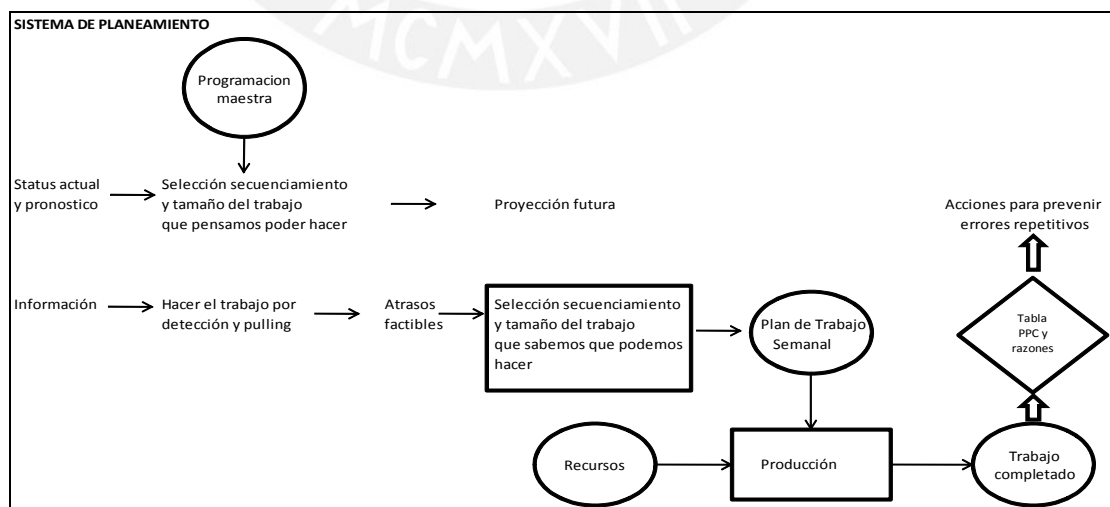 MCMXVII
SISTEMA DE PLANEAMIENTO
Programacion
maestra
Status actual
y pronostico
Selección secuenciamiento
y tamaño del trabajo
que pensamos poder hacer
Proyección futura
Acciones para prevenir
errores repetitivos
Información
Hacer el trabajo por
detección y pulling
Atrasos
factibles
Selección secuenciamiento
y tamaño del trabajo
que sabemos que podemos
hacer
Plan de Trabajo
Semanal
Tabla
PPC y
razones
Recursos
Producción
Trabajo
completado